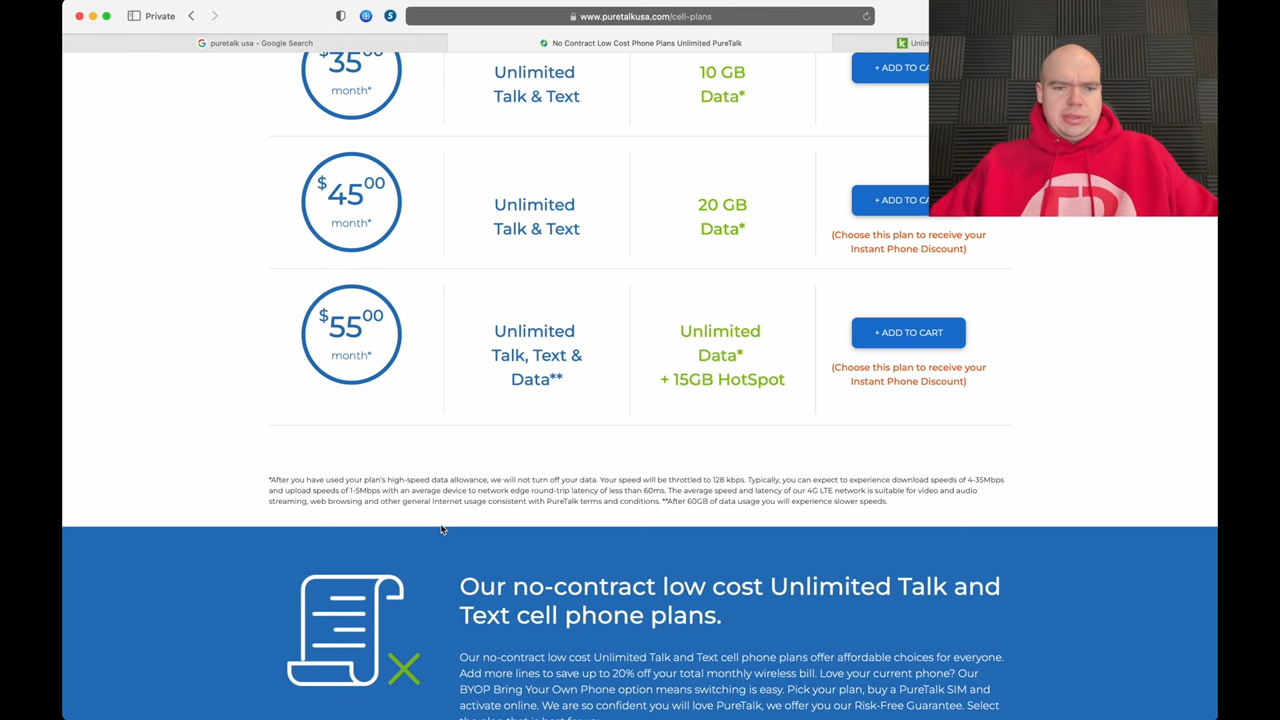 Private
www.puretalkusa.com/cell-plans
puretalk usa – Google Search
No Contract Low Cost Phone Plans Unlimited PureTalk
$35
month*
Unlimited
Talk & Text
10 GB
Data*
+ ADD TO
$45 00
month*
Unlimited
Talk & Text
20 GB
Data*
+ ADD TO
(Choose this plan to receive your
Instant Phone Discount)
$55 00
month*
Unlimited
Talk, Text &
Data**
Unlimited
Data*
+ 15GB HotSpot
+ ADD TO CART
(Choose this plan to receive your
Instant Phone Discount)
*After you have used your plan's high-speed data allowance, we will not turn off your data. Your speed will be throttled to 128 kbps. Typically, you can expect to experience download speeds of 4-35Mbps
and upload speeds of 1-5Mbps with an average device to network edge round-trip latency of less than 60ms. The average speed and latency of our 4G LTE network is suitable for video and audio
streaming, web browsing and other general Internet usage consistent with PureTalk terms and conditions. **After 60GB of data usage you will experience slower speeds.
Our no-contract low cost Unlimited Talk and
Text cell phone plans.
Our no-contract low cost Unlimited Talk and Text cell phone plans offer affordable choices for everyone.
Add more lines to save up to 20% off your total monthly wireless bill. Love your current phone? Our
BYOP Bring Your Own Phone option means switching is easy. Pick your plan, buy a PureTalk SIM and
activate online. We are so confident you will love PureTalk, we offer you our Risk-Free Guarantee. Select
the plan that is best for you.